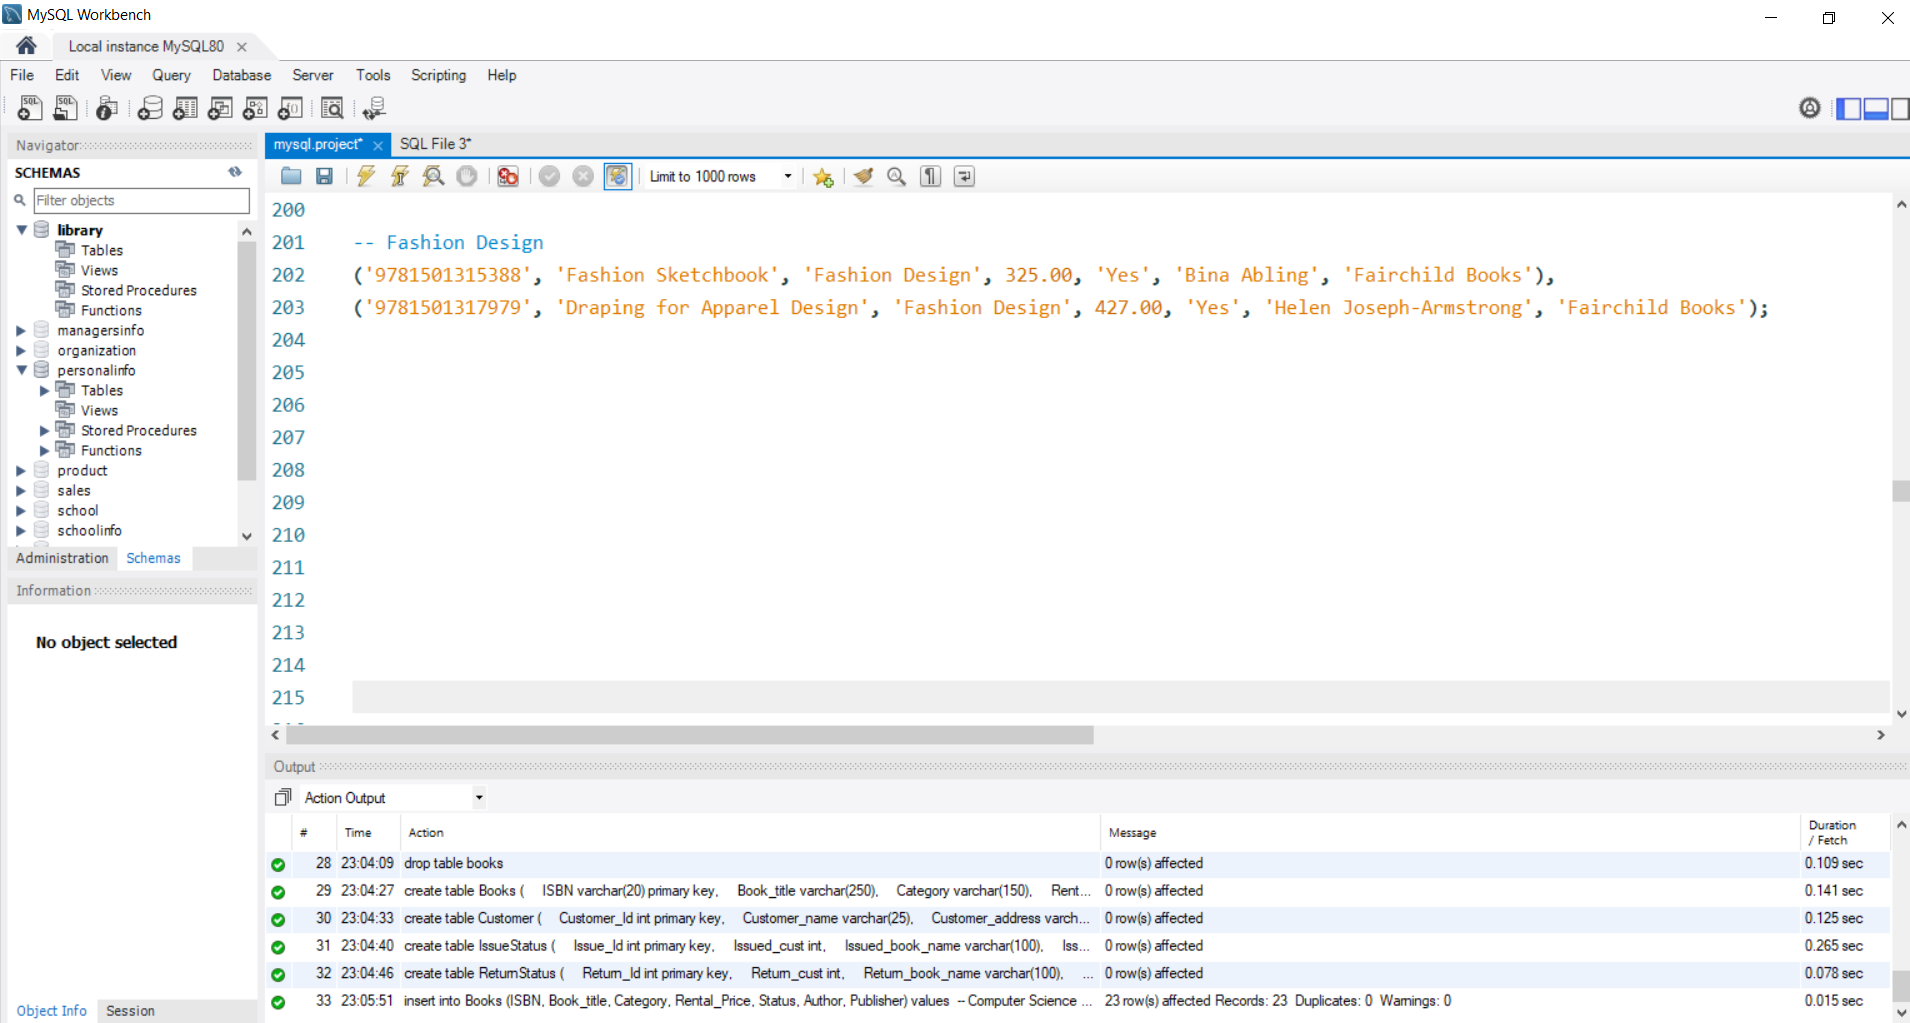 MySQL Workbench
Local instance MySQL80
File Edit View Query Database Server Tools Scripting Help
Navigator
SCHEMAS
Filter objects
library
Tables
Views
Stored Procedures
Functions
managersinfo
organization
personalinfo
Tables
Views
Stored Procedures
Functions
product
sales
school
schoolinfo
Administration Schemas
Information
No object selected
Object Info Session
mysql.project* SQL File 3*
Limit to 1000 rows
200
201 -- Fashion Design
202 ('9781501315388', 'Fashion Sketchbook', 'Fashion Design', 325.00, 'Yes', 'Bina Abling', 'Fairchild Books'),
203 ('9781501317979', 'Draping for Apparel Design', 'Fashion Design', 427.00, 'Yes', 'Helen Joseph-Armstrong', 'Fairchild Books');
204
205
206
207
208
209
210
211
212
213
214
215
Output
Action Output
# Time Action Message Duration / Fetch
28 23:04:09 drop table books 0 row(s) affected 0.109 sec
29 23:04:27 create table Books ( ISBN varchar(20) primary key, Book_title varchar(250), Category varchar(150), Rent... 0 row(s) affected 0.141 sec
30 23:04:33 create table Customer ( Customer_Id int primary key, Customer_name varchar(25), Customer_address varch... 0 row(s) affected 0.125 sec
31 23:04:40 create table IssueStatus ( Issue_Id int primary key, Issued_cust int, Issued_book_name varchar(100), Iss... 0 row(s) affected 0.265 sec
32 23:04:46 create table ReturnStatus ( Return_Id int primary key, Return_cust int, Return_book_name varchar(100), ... 0 row(s) affected 0.078 sec
33 23:05:51 insert into Books (ISBN, Book_title, Category, Rental_Price, Status, Author, Publisher) values -- Computer Science ... 23 row(s) affected Records: 23 Duplicates: 0 Warnings: 0 0.015 sec